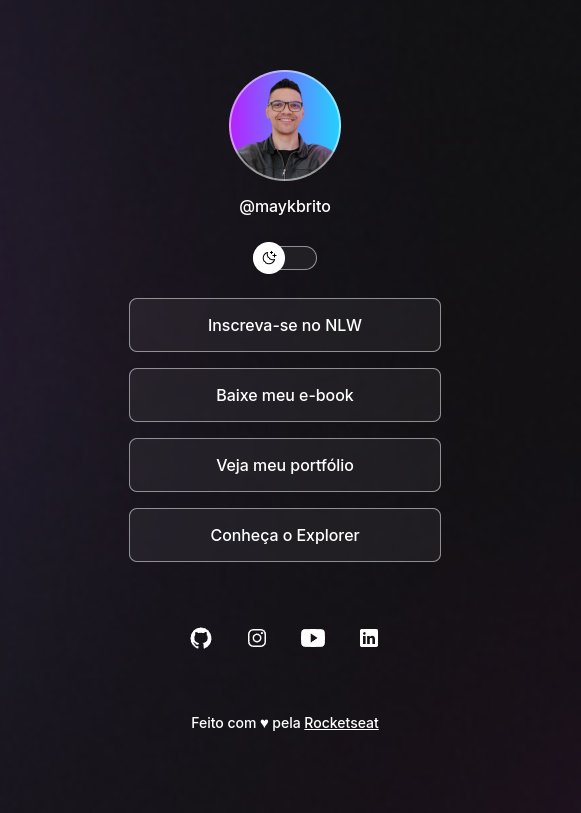 @maykbrito
Inscreva-se no NLW
Baixe meu e-book
Veja meu portfólio
Conheça o Explorer
Feito com ♥ pela Rocketseat